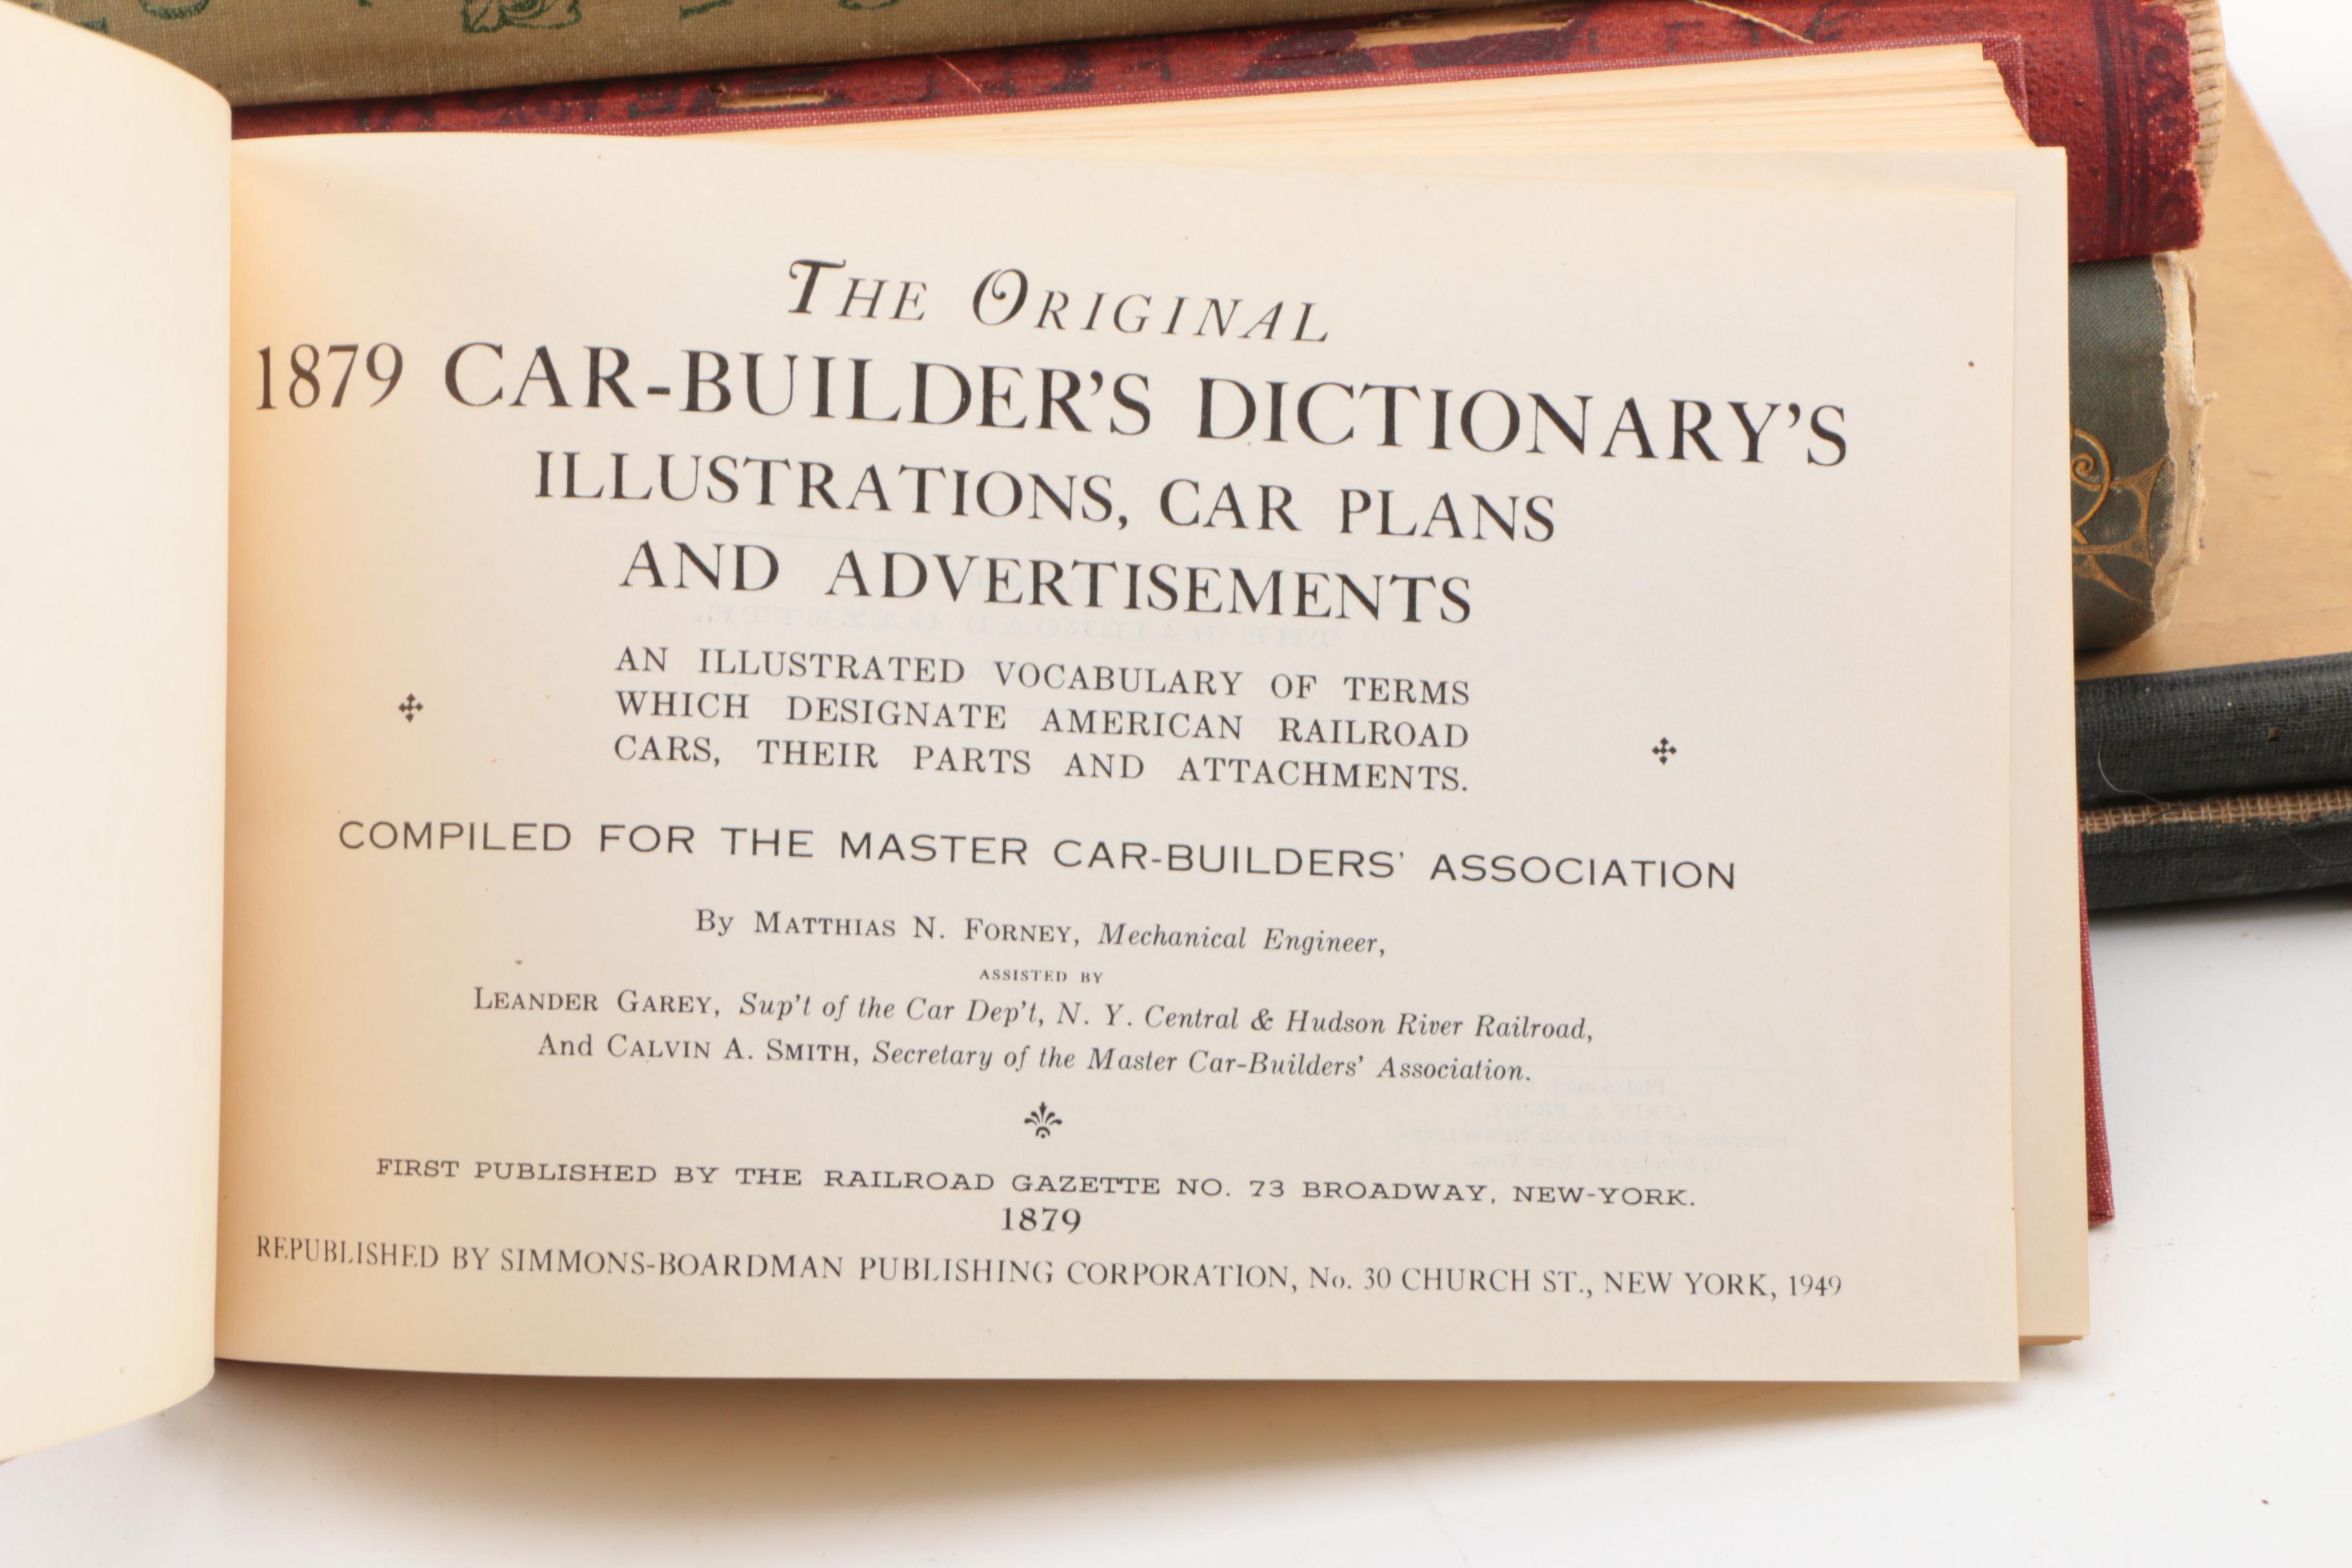 The Original
1879 CAR-BUILDER'S DICTIONARY'S
ILLUSTRATIONS, CAR PLANS
AND ADVERTISEMENTS
AN ILLUSTRATED VOCABULARY OF TERMS
WHICH DESIGNATE AMERICAN RAILROAD
CARS, THEIR PARTS AND ATTACHMENTS.
COMPILED FOR THE MASTER CAR-BUILDERS' ASSOCIATION
By MATTHIAS N. FORNEY, Mechanical Engineer,
ASSISTED BY
LEANDER GAREY, Sup't of the Car Dep't, N. Y. Central & Hudson River Railroad,
And CALVIN A. SMITH, Secretary of the Master Car-Builders' Association.
FIRST PUBLISHED BY THE RAILROAD GAZETTE NO. 73 BROADWAY, NEW-YORK.
1879
REPUBLISHED BY SIMMONS-BOARDMAN PUBLISHING CORPORATION, No. 30 CHURCH ST., NEW YORK, 1949